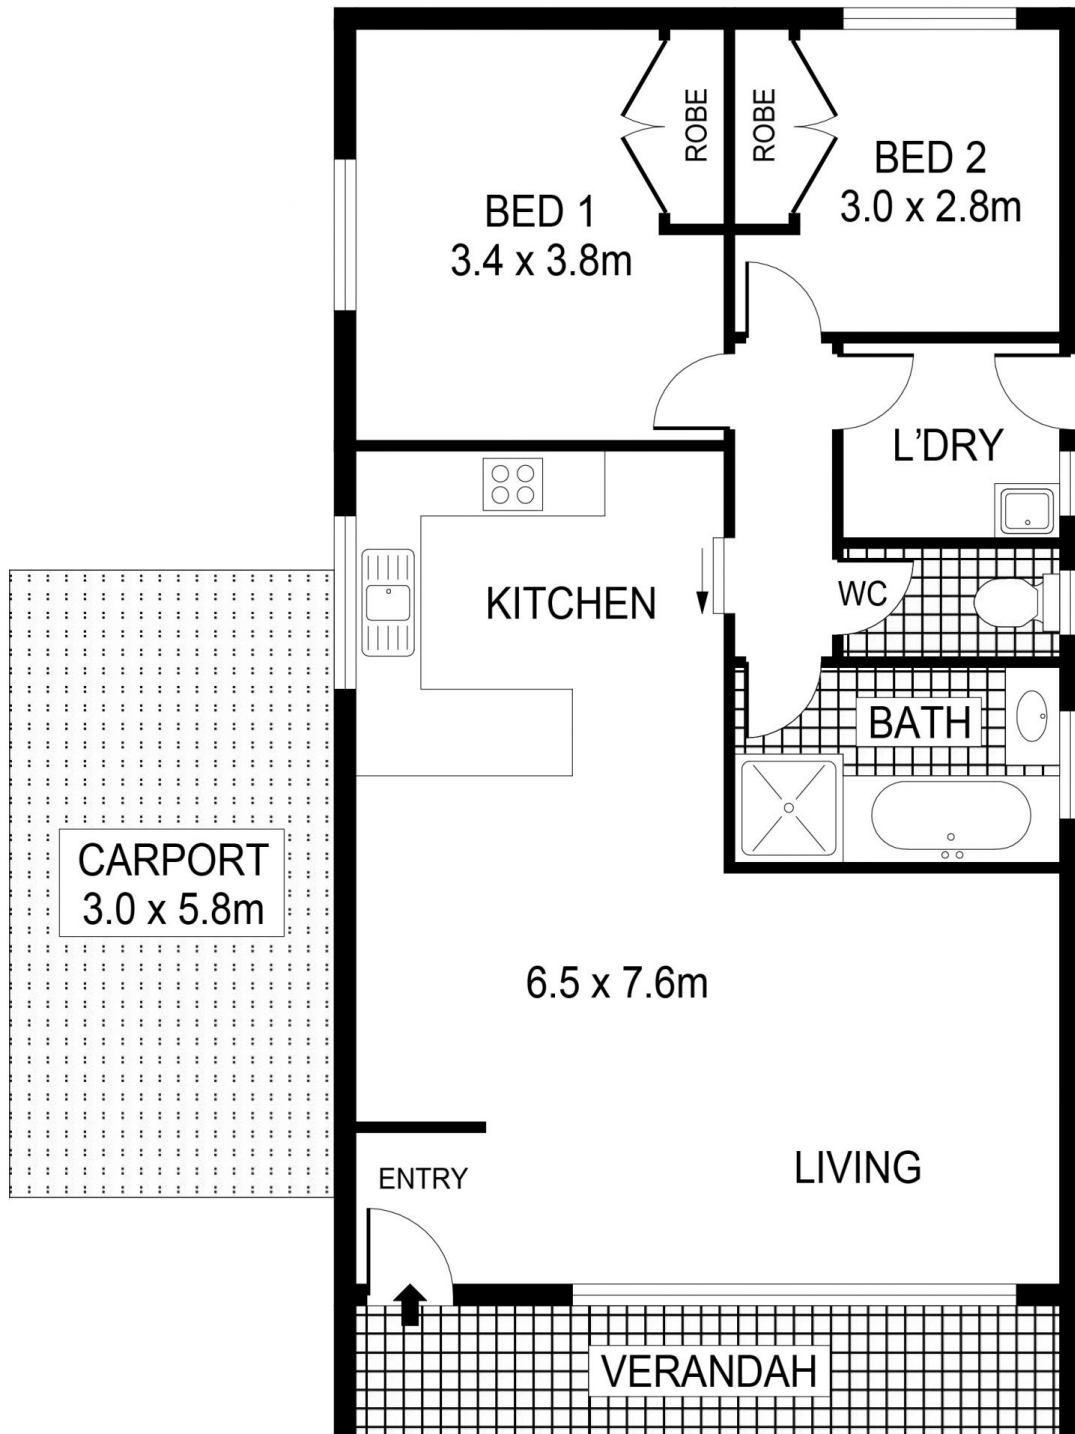 ROBE
ROBE
BED 1
3.4 x 3.8m
BED 2
3.0 x 2.8m
L'DRY
KITCHEN
WC
BATH
CARPORT
3.0 x 5.8m
6.5 x 7.6m
ENTRY
LIVING
VERANDAH